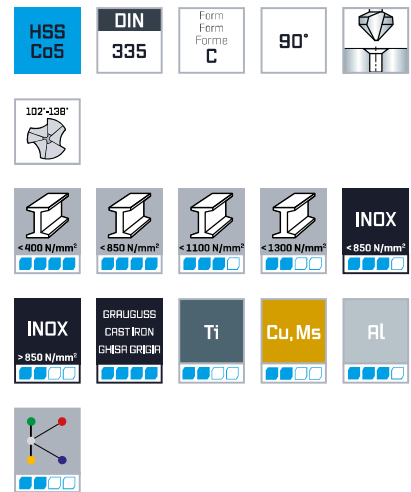 HSS
Co5
DIN
335
Form
Form
Forme
C
90°
102°-138°
<400 N/mm²
<850 N/mm²
<1100 N/mm²
<1300 N/mm²
INOX
<850 N/mm²
INOX
>850 N/mm²
GRAUGUSS
CAST IRON
GHISA GRIGIA
Ti
Cu, Ms
Al